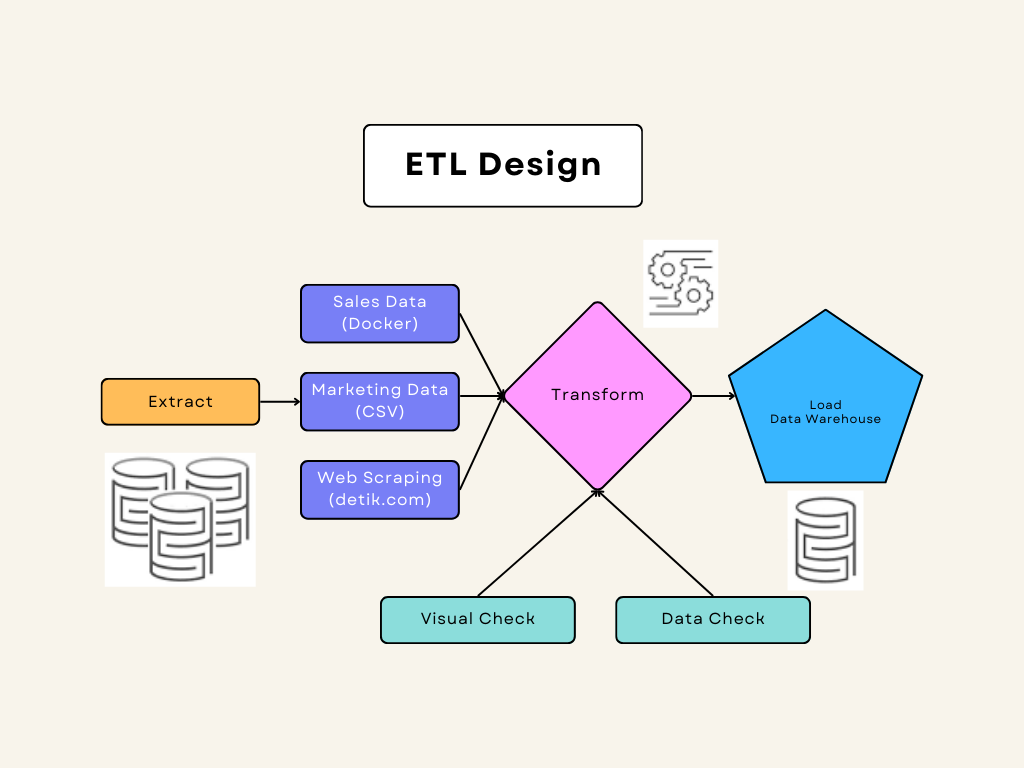 ETL Design
Sales Data
(Docker)
Extract
Marketing Data
(CSV)
Web Scraping
(detik.com)
Transform
Load
Data Warehouse
Visual Check
Data Check